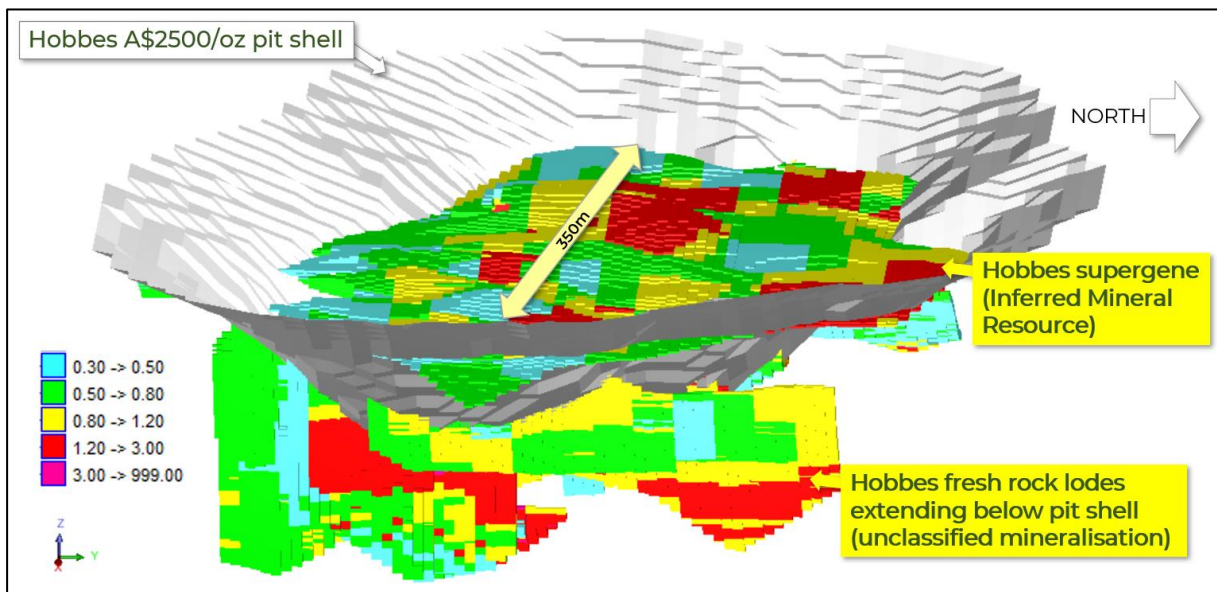 Hobbes A$2500/oz pit shell
NORTH
350m
Hobbes supergene
(Inferred Mineral
Resource)
0.30 -> 0.50
0.50 -> 0.80
0.80 -> 1.20
1.20 -> 3.00
3.00 -> 999.00
Hobbes fresh rock lodes
extending below pit shell
(unclassified mineralisation)
Z
Y
X